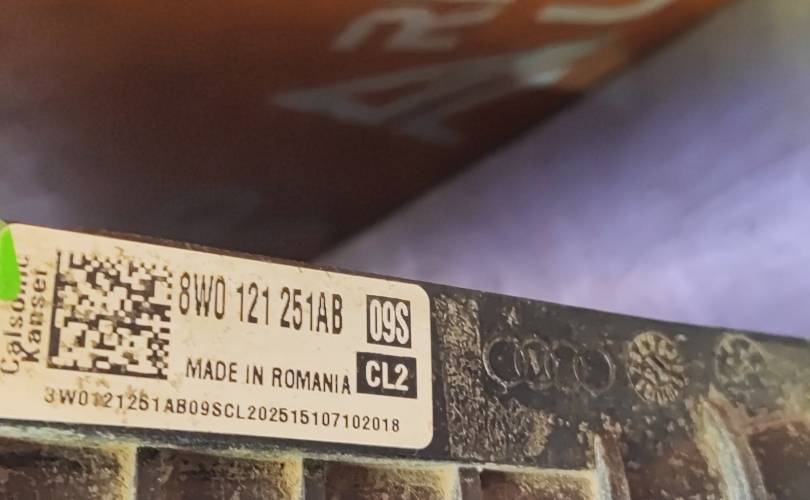 Calsonic
Kansei
8W0 121 251AB
09S
MADE IN ROMANIA
CL2
3W0121251AB09SCL202515107102018